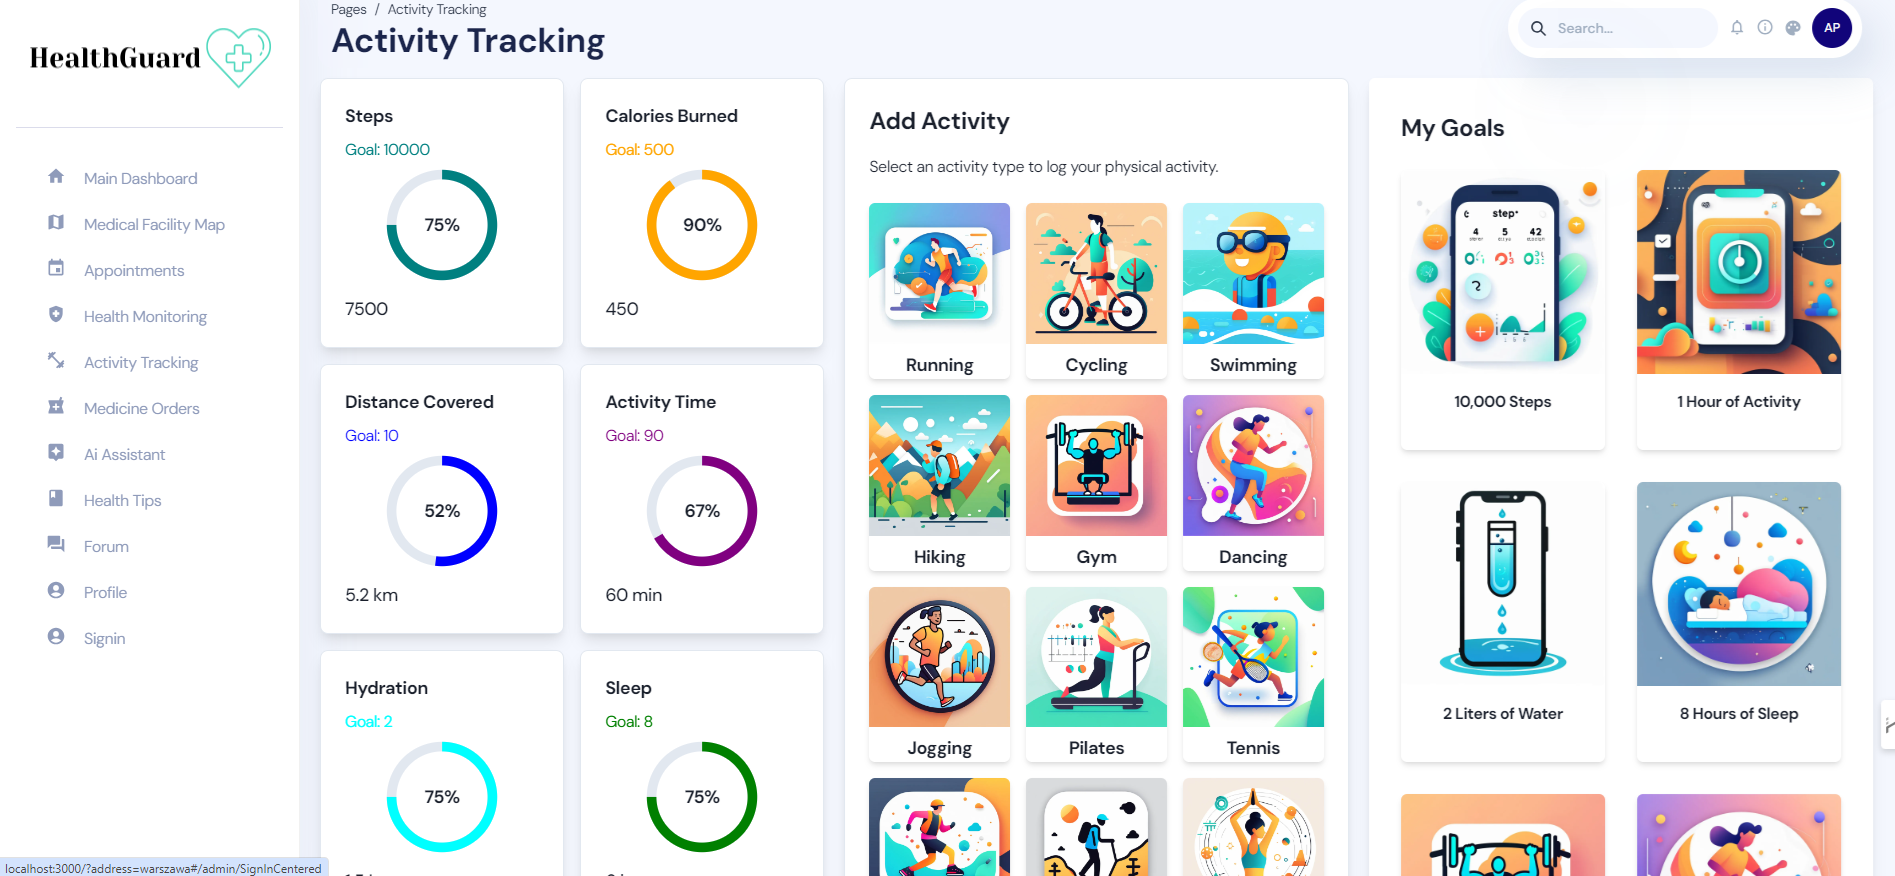 HealthGuard
Main Dashboard
Medical Facility Map
Appointments
Health Monitoring
Activity Tracking
Medicine Orders
Ai Assistant
Health Tips
Forum
Profile
Signin
Pages / Activity Tracking
Activity Tracking
Search...
AP
Steps
Goal: 10000
75%
7500
Calories Burned
Goal: 500
90%
450
Distance Covered
Goal: 10
52%
5.2 km
Activity Time
Goal: 90
67%
60 min
Hydration
Goal: 2
75%
Sleep
Goal: 8
75%
Add Activity
Select an activity type to log your physical activity.
Running
Cycling
Swimming
Hiking
Gym
Dancing
Jogging
Pilates
Tennis
My Goals
step
4 5 42
10,000 Steps
1 Hour of Activity
2 Liters of Water
8 Hours of Sleep
localhost:3000/?address=warszawa#/admin/SignInCentered